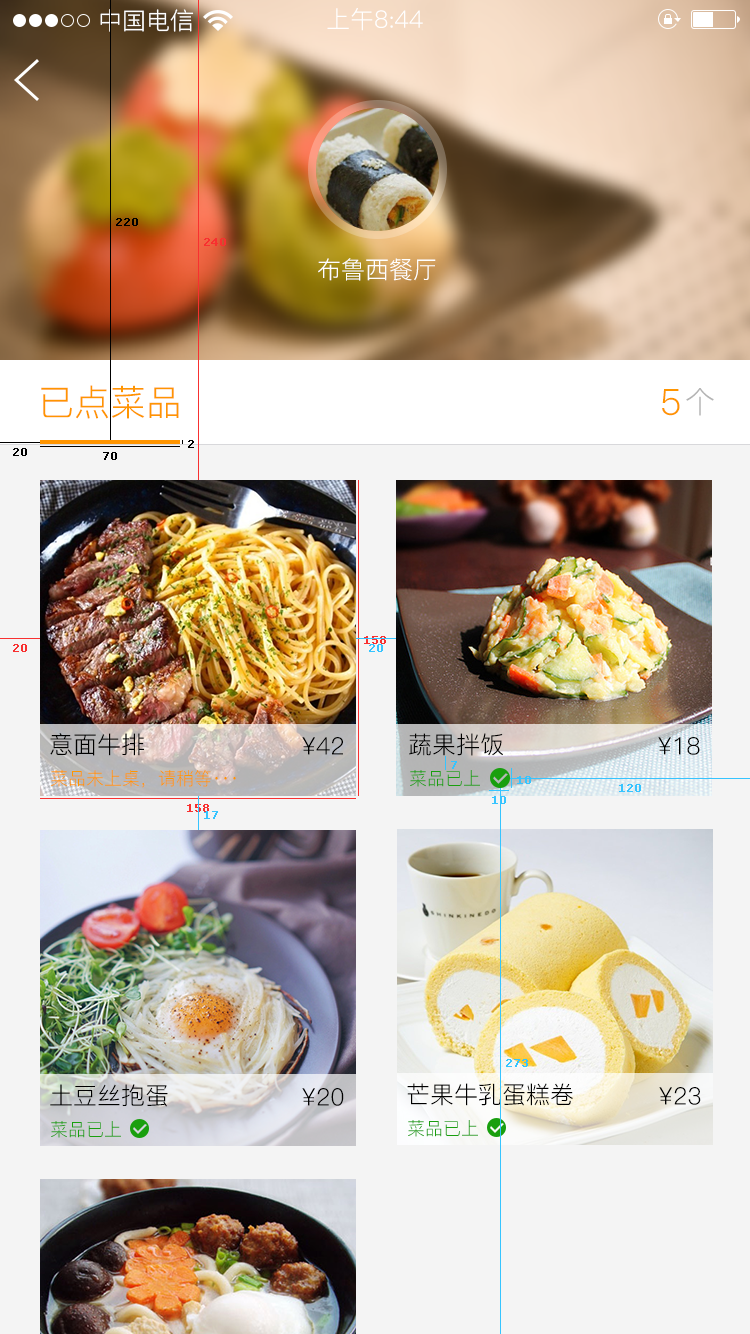 中国电信
上午8:44
220
240
布鲁西餐厅
已点菜品
5个
2
20
70
20
158
20
意面牛排 ¥42
菜品未上桌，请稍等···
蔬果拌饭 ¥18
7
菜品已上
10
120
10
158
17
SHINKINEDO
273
土豆丝抱蛋 ¥20
菜品已上
芒果牛乳蛋糕卷 ¥23
菜品已上